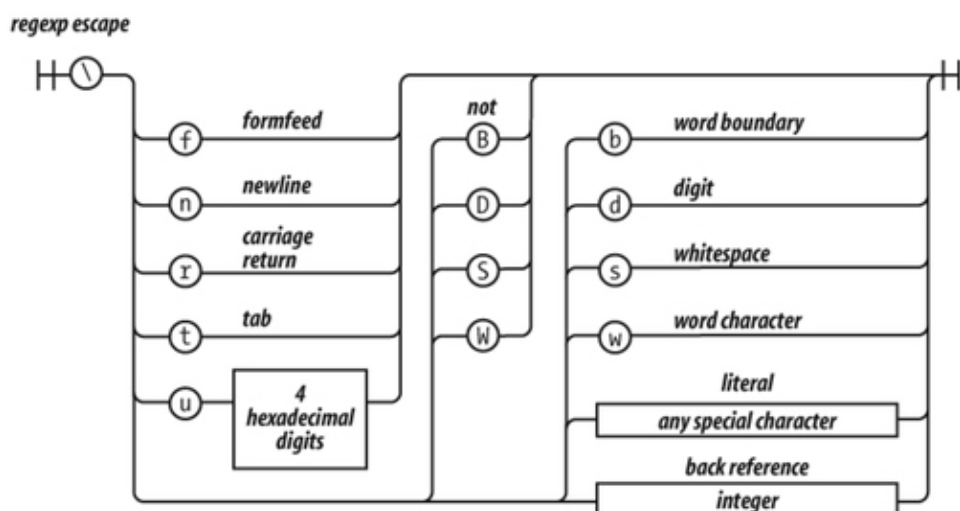 regexp escape
\
f formfeed
n newline
r carriage
return
t tab
u 4
hexadecimal
digits
not
B
D
S
W
b word boundary
d digit
s whitespace
w word character
literal
any special character
back reference
integer